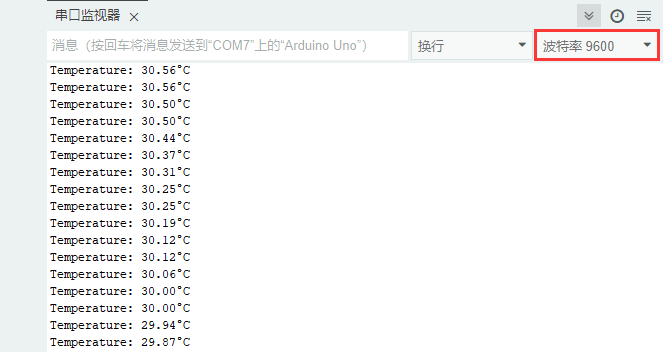 串口监视器
消息（按回车将消息发送到“COM7”上的“Arduino Uno”）
换行
波特率 9600
Temperature: 30.56°C
Temperature: 30.56°C
Temperature: 30.50°C
Temperature: 30.50°C
Temperature: 30.44°C
Temperature: 30.37°C
Temperature: 30.31°C
Temperature: 30.25°C
Temperature: 30.25°C
Temperature: 30.19°C
Temperature: 30.12°C
Temperature: 30.12°C
Temperature: 30.06°C
Temperature: 30.00°C
Temperature: 30.00°C
Temperature: 29.94°C
Temperature: 29.87°C